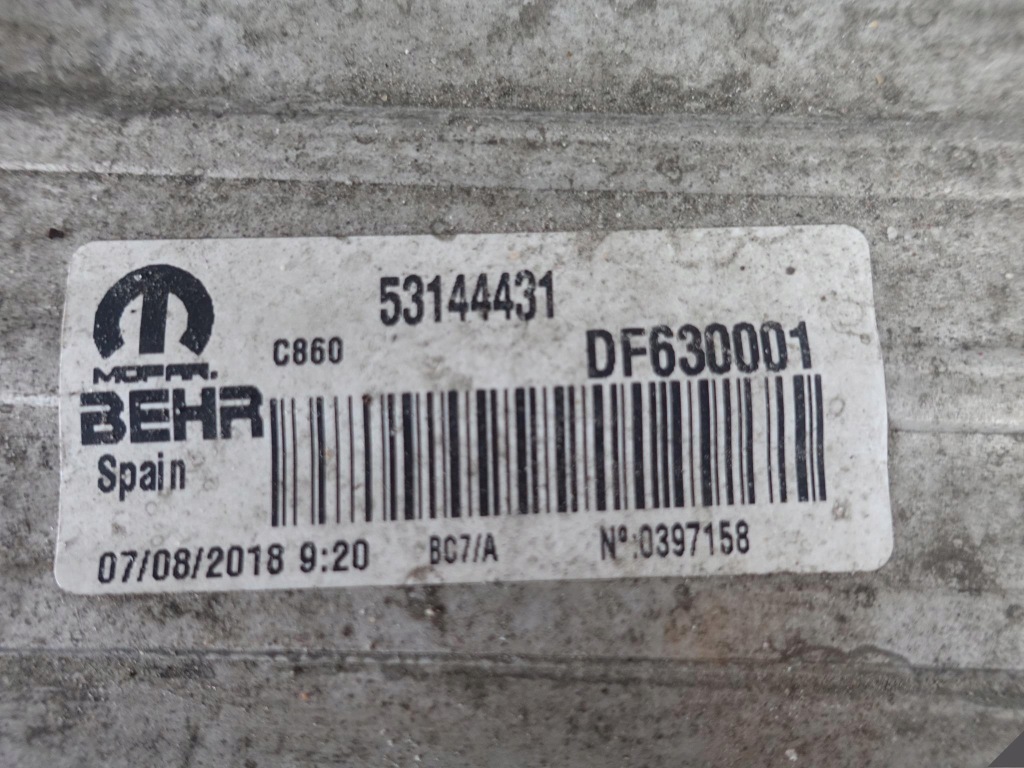 53144431
C860
DF630001
MOPAR.
BEHR
Spain
07/08/2018 9:20
BC7/A
Nº:0397158